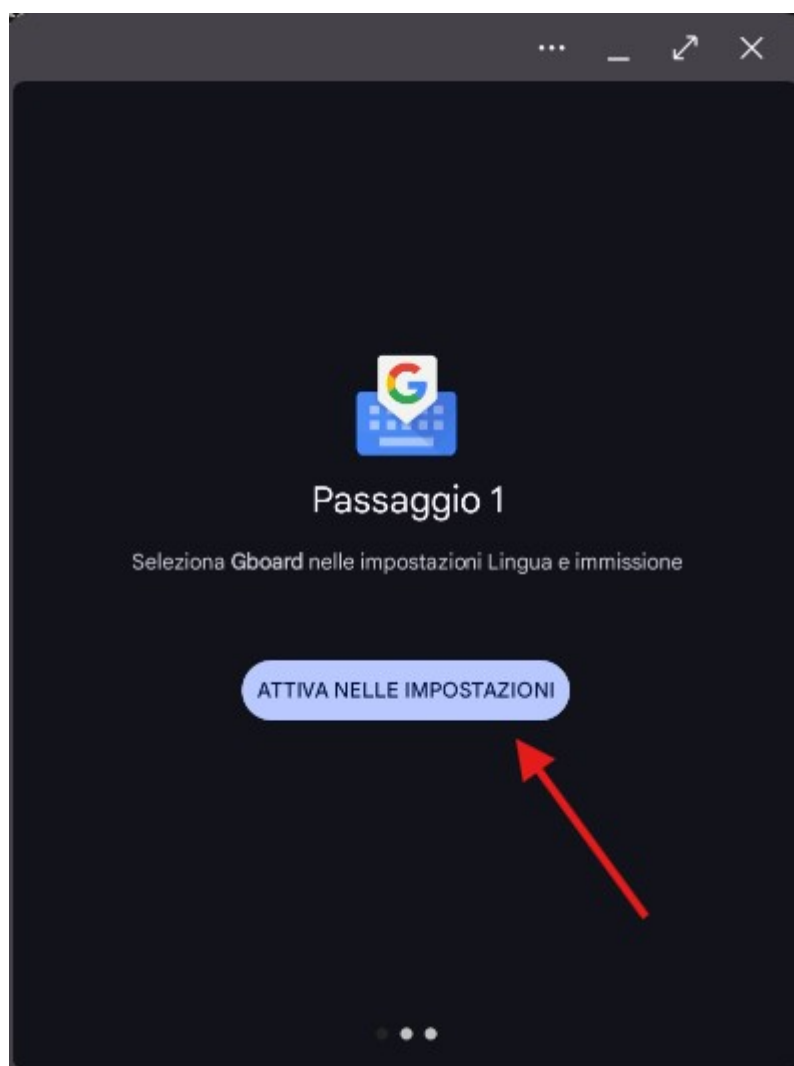 G
Passaggio 1
Seleziona Gboard nelle impostazioni Lingua e immissione
ATTIVA NELLE IMPOSTAZIONI